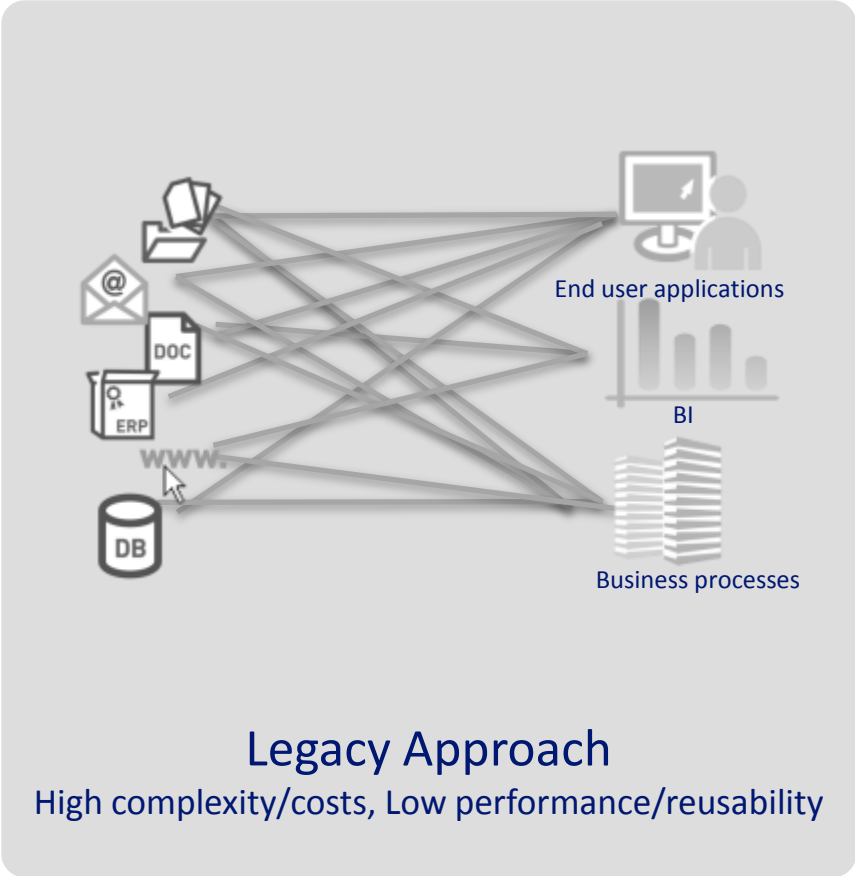 @
End user applications
DOC
BI
ERP
www.
DB
Business processes
Legacy Approach
High complexity/costs, Low performance/reusability